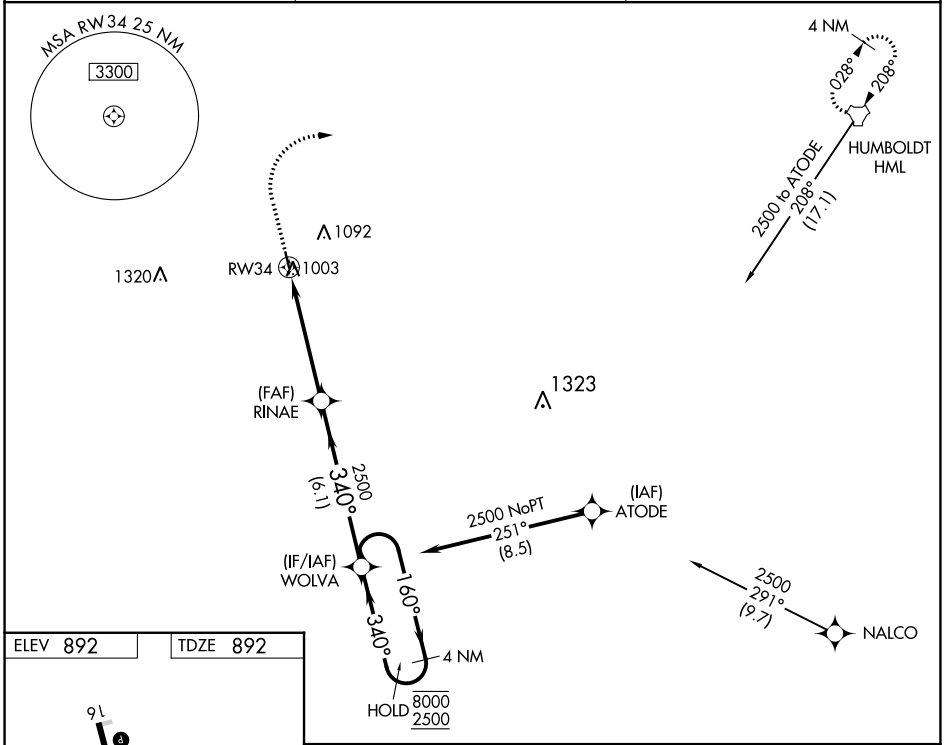 MSA RW34 25 NM
3300
4 NM
028°
208°
HUMBOLDT
HML
2500 to ATODE
208°
(17.1)
1092
1320
RW34
1003
(FAF)
RINAE
1323
2500
340°
(6.1)
(IAF)
ATODE
2500 NoPT
251°
(8.5)
(IF/IAF)
WOLVA
160°
340°
4 NM
HOLD
8000
2500
2500
291°
(9.7)
NALCO
ELEV 892
TDZE 892
16
P